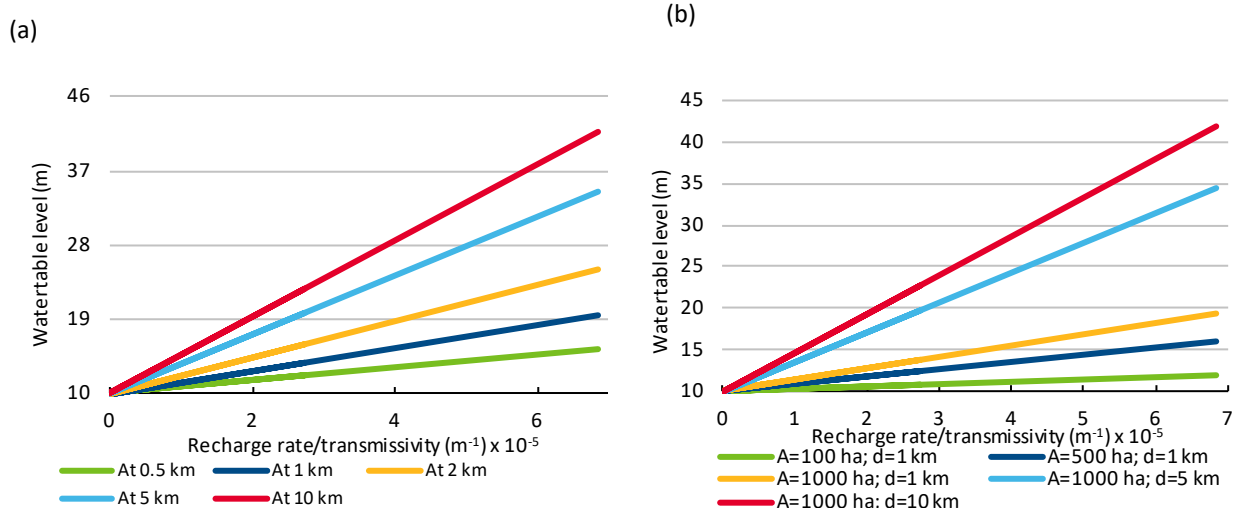 (a)
46
37
28
19
10
Watertable level (m)
0 2 4 6
Recharge rate/transmissivity (m⁻¹) x 10⁻⁵
At 0.5 km At 1 km At 2 km
At 5 km At 10 km
(b)
45
40
35
30
25
20
15
10
Watertable level (m)
0 1 2 3 4 5 6 7
Recharge rate/transmissivity (m⁻¹) x 10⁻⁵
A=100 ha; d=1 km A=500 ha; d=1 km
A=1000 ha; d=1 km A=1000 ha; d=5 km
A=1000 ha; d=10 km